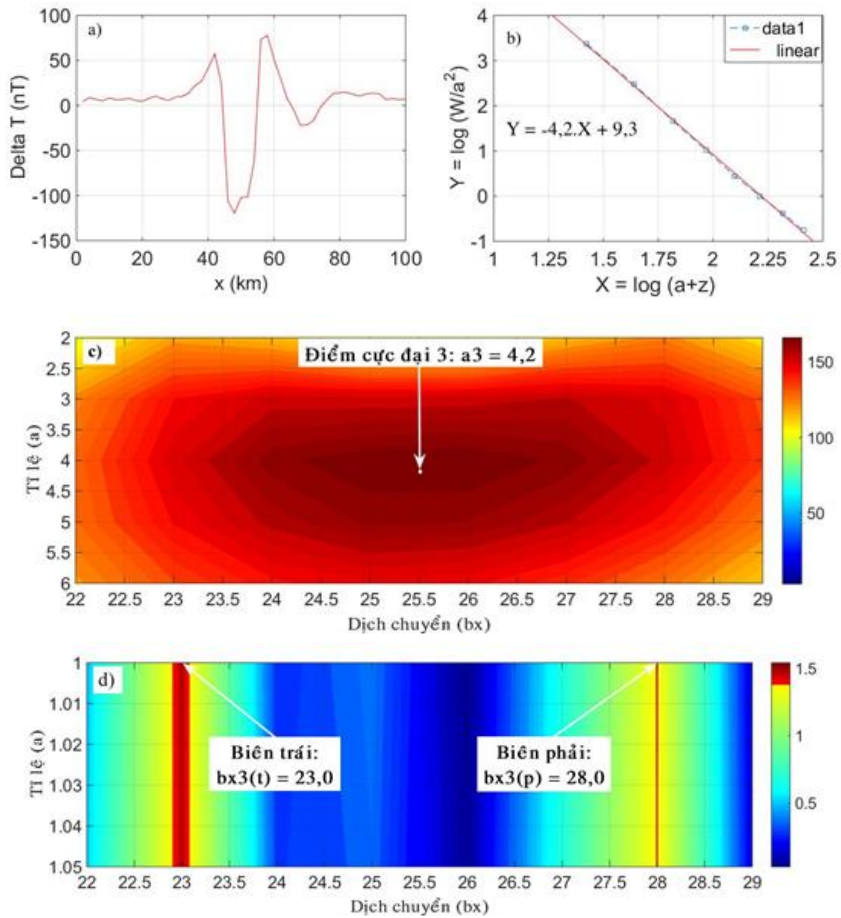 a)
Delta T (nT)
100
50
0
-50
-100
-150
0 20 40 60 80 100
x (km)
b)
data1
linear
Y = -4,2.X + 9,3
Y = log (W/a²)
4
3
2
1
0
-1
1 1.25 1.5 1.75 2 2.25 2.5
X = log (a+z)
c)
Điểm cực đại 3: a3 = 4,2
Tỉ lệ (a)
2
2.5
3
3.5
4
4.5
5
5.5
6
22 22.5 23 23.5 24 24.5 25 25.5 26 26.5 27 27.5 28 28.5 29
Dịch chuyển (bx)
150
100
50
d)
Biên trái:
bx3(t) = 23,0
Biên phải:
bx3(p) = 28,0
Tỉ lệ (a)
1
1.01
1.02
1.03
1.04
1.05
22 22.5 23 23.5 24 24.5 25 25.5 26 26.5 27 27.5 28 28.5 29
Dịch chuyển (bx)
1.5
1
0.5